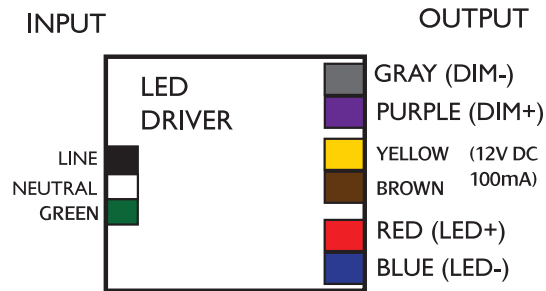 INPUT
OUTPUT
LED
DRIVER
LINE
NEUTRAL
GREEN
GRAY (DIM-)
PURPLE (DIM+)
YELLOW (12V DC
BROWN 100mA)
RED (LED+)
BLUE (LED-)